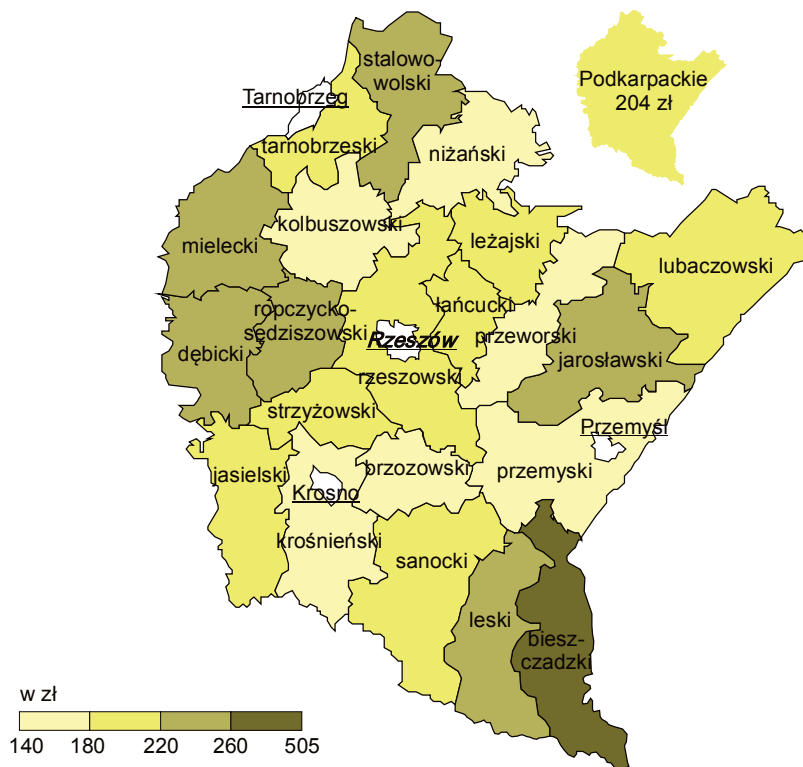 stalowo-
wolski
Podkarpackie
204 zł
Tarnobrzeg
tarnobrzeski
niżański
kolbuszowski
mielecki
leżajski
lubaczowski
ropczycko-
sędziszowski
łańcucki
Rzeszów
przeworski
dębicki
jarosławski
rzeszowski
strzyżowski
Przemyśl
jasielski
brzozowski
przemyski
Krosno
krośnieński
sanocki
leski
biesz-
czadzki
w zł
140 180 220 260 505